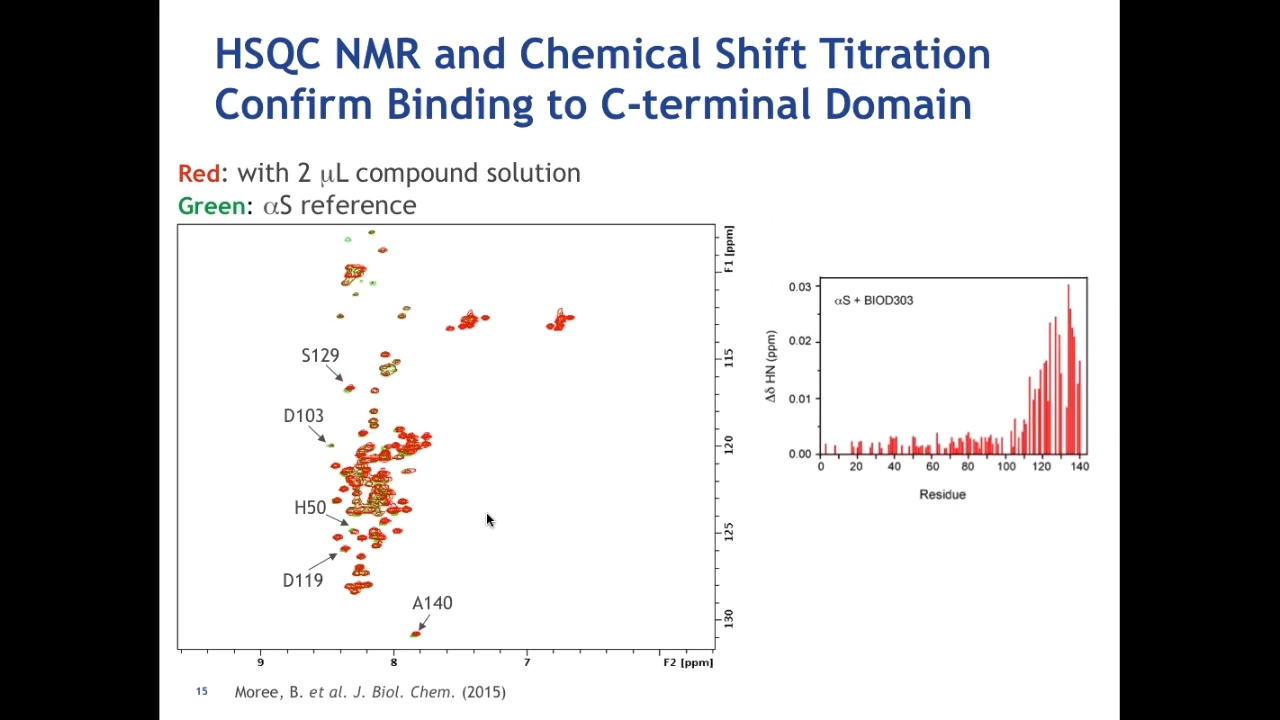 HSQC NMR and Chemical Shift Titration
Confirm Binding to C-terminal Domain
Red: with 2 μL compound solution
Green: αS reference
S129
D103
H50
D119
A140
F1 [ppm]
115
120
125
130
9
8
7
F2 [ppm]
αS + BIOD303
Δδ HN (ppm)
0.03
0.02
0.01
0.00
0 20 40 60 80 100 120 140
Residue
15 Moree, B. et al. J. Biol. Chem. (2015)